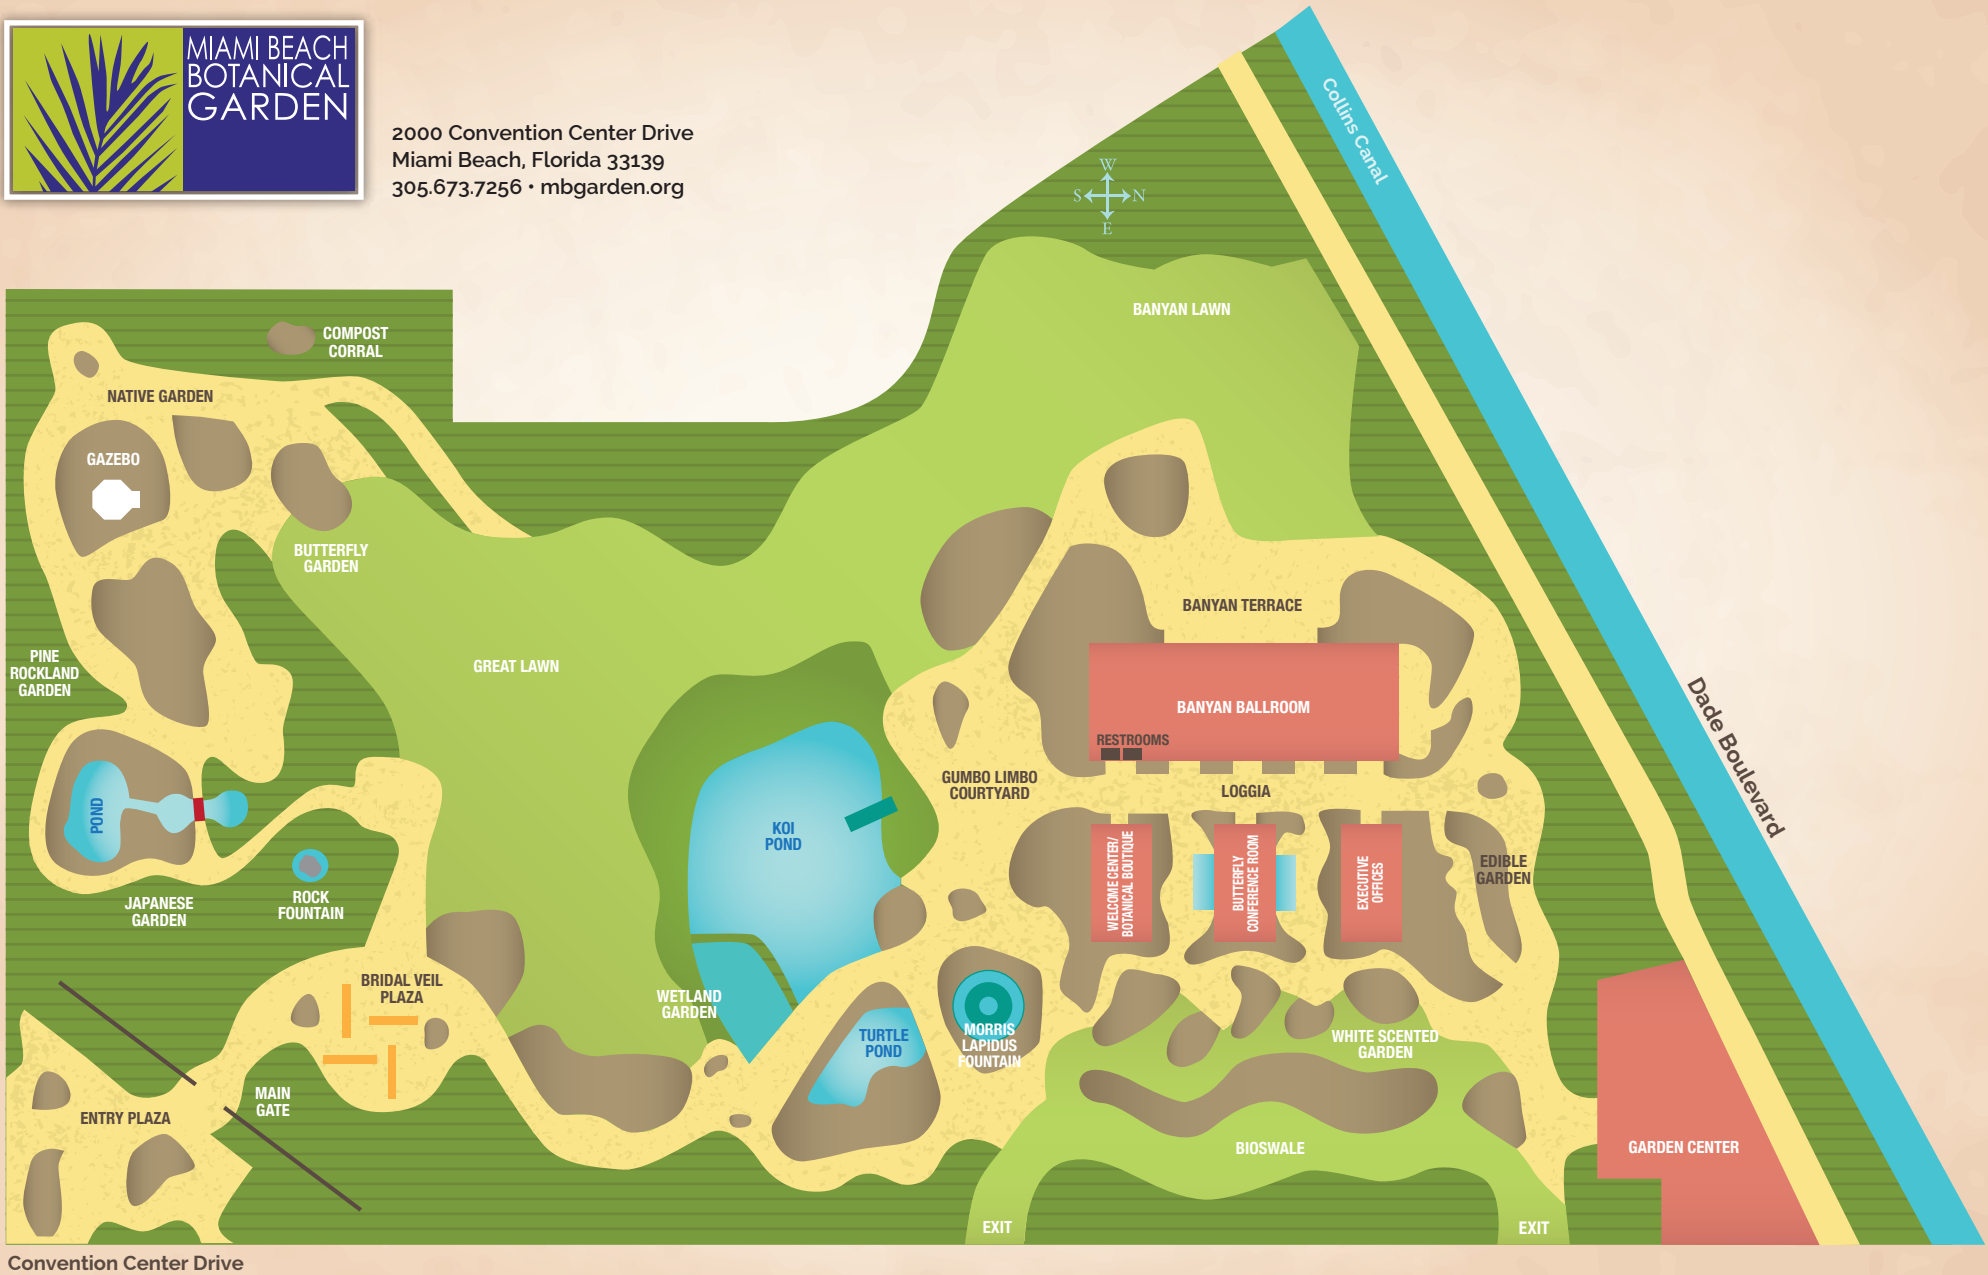 MIAMI BEACH
BOTANICAL
GARDEN
2000 Convention Center Drive
Miami Beach, Florida 33139
305.673.7256 • mbgarden.org
Collins Canal
W
S N
E
BANYAN LAWN
COMPOST
CORRAL
NATIVE GARDEN
GAZEBO
BUTTERFLY
GARDEN
BANYAN TERRACE
PINE
ROCKLAND
GARDEN
GREAT LAWN
BANYAN BALLROOM
RESTROOMS
Dade Boulevard
GUMBO LIMBO
COURTYARD
LOGGIA
POND
KOI
POND
WELCOME CENTER/
BOTANICAL BOUTIQUE
BUTTERFLY
CONFERENCE ROOM
EXECUTIVE
OFFICES
EDIBLE
GARDEN
JAPANESE
GARDEN
ROCK
FOUNTAIN
BRIDAL VEIL
PLAZA
WETLAND
GARDEN
TURTLE
POND
MORRIS
LAPIDUS
FOUNTAIN
WHITE SCENTED
GARDEN
MAIN
GATE
ENTRY PLAZA
BIOSWALE
GARDEN CENTER
EXIT
EXIT
Convention Center Drive